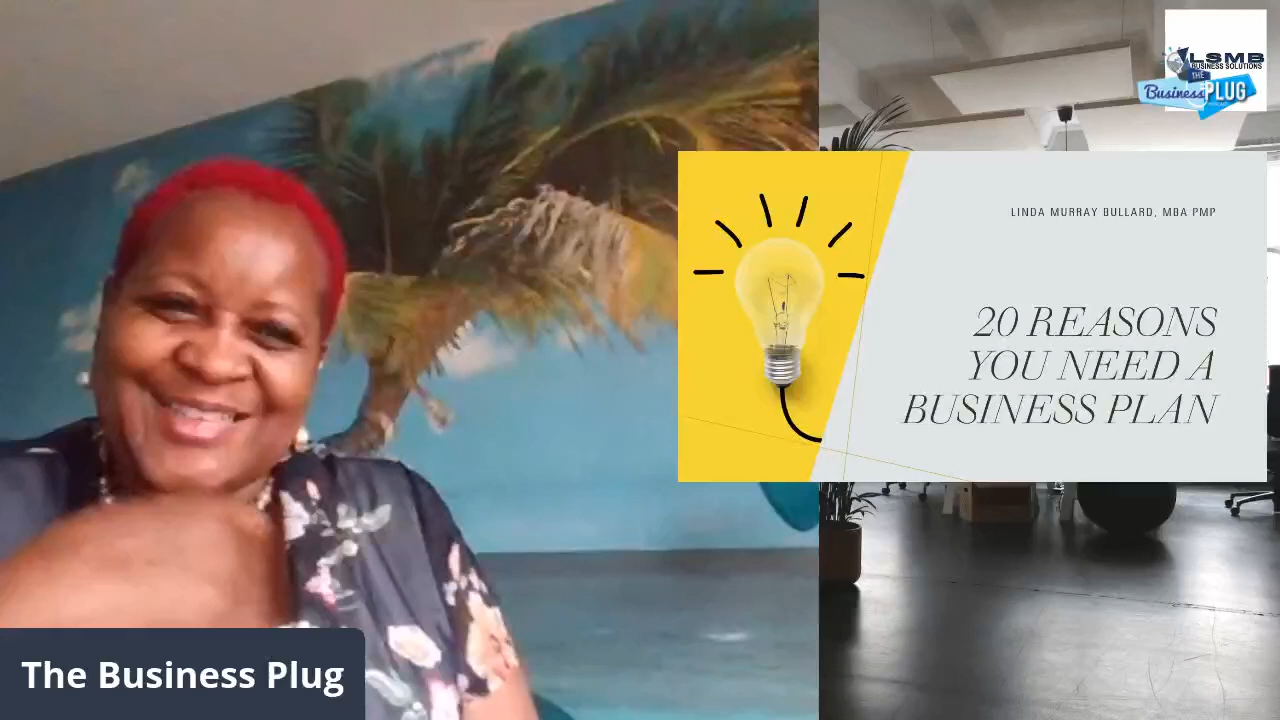 LSMB
BUSINESS SOLUTIONS
THE
Business PLUG
LINDA MURRAY BULLARD, MBA PMP
20 REASONS
YOU NEED A
BUSINESS PLAN
The Business Plug